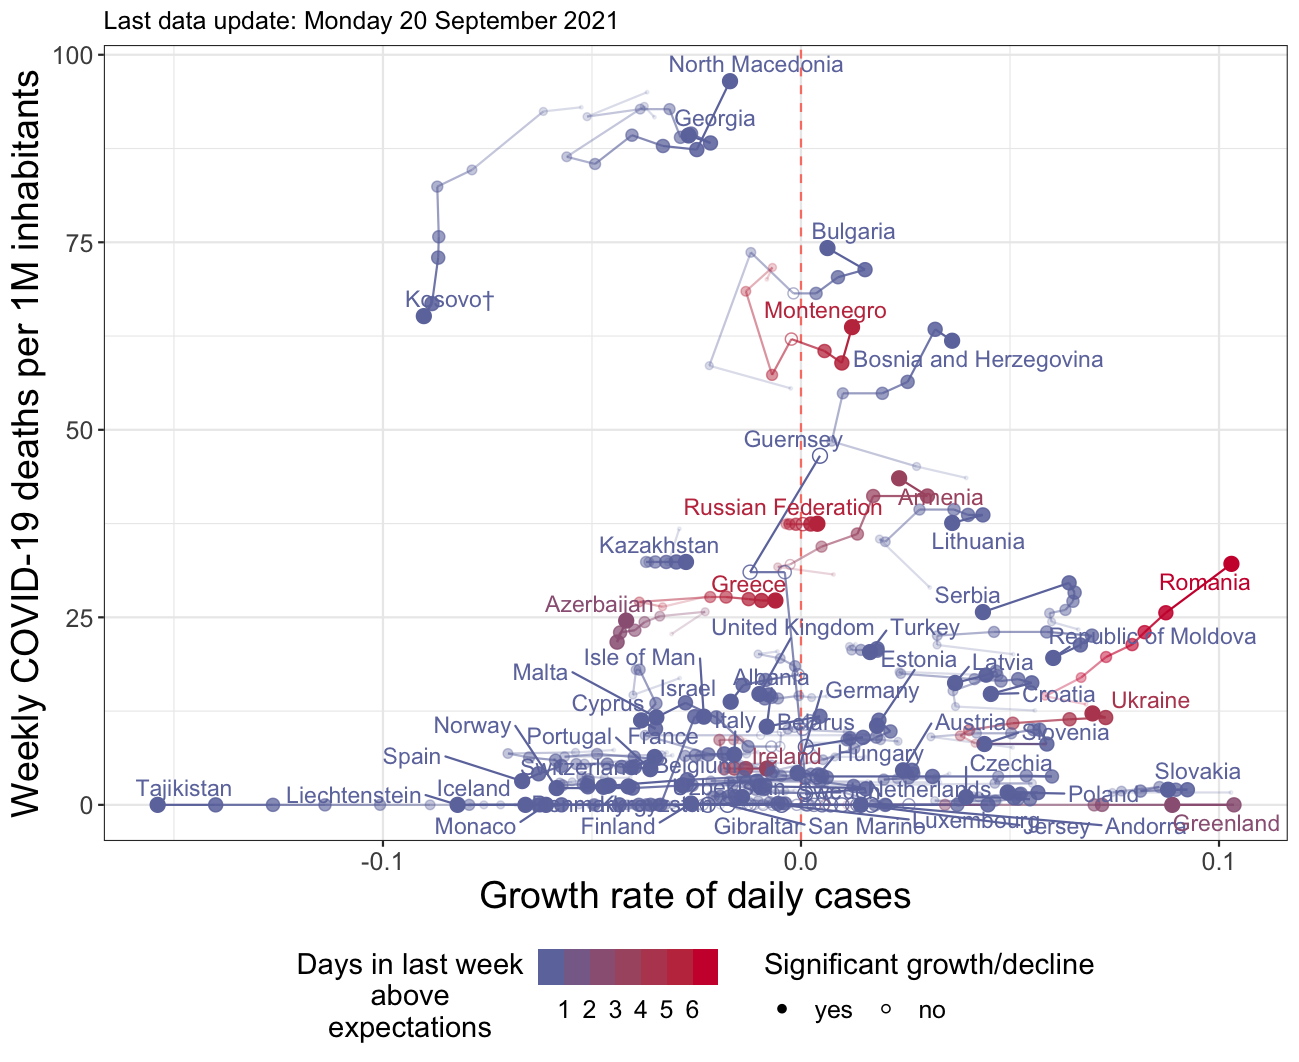 Last data update: Monday 20 September 2021
Weekly COVID-19 deaths per 1M inhabitants
100
75
50
25
0
North Macedonia
Georgia
Bulgaria
Kosovo†
Montenegro
Bosnia and Herzegovina
Guernsey
Armenia
Russian Federation
Lithuania
Kazakhstan
Romania
Greece
Serbia
Azerbaijan
United Kingdom
Turkey
Republic of Moldova
Isle of Man
Estonia
Latvia
Malta
Albania
Israel
Germany
Croatia
Cyprus
Ukraine
Norway
Italy
Belarus
Austria
Slovenia
Portugal
France
Spain
Ireland
Hungary
Switzerland
Belgium
Czechia
Slovakia
Tajikistan
Liechtenstein
Iceland
Uzbekistan
Sweden
Netherlands
Poland
Denmark
Kyrgyzstan
Monaco
Finland
Gibraltar
San Marino
Luxembourg
Jersey
Andorra
Greenland
-0.1
0.0
0.1
Growth rate of daily cases
Days in last week
above
expectations
1 2 3 4 5 6
Significant growth/decline
yes
no